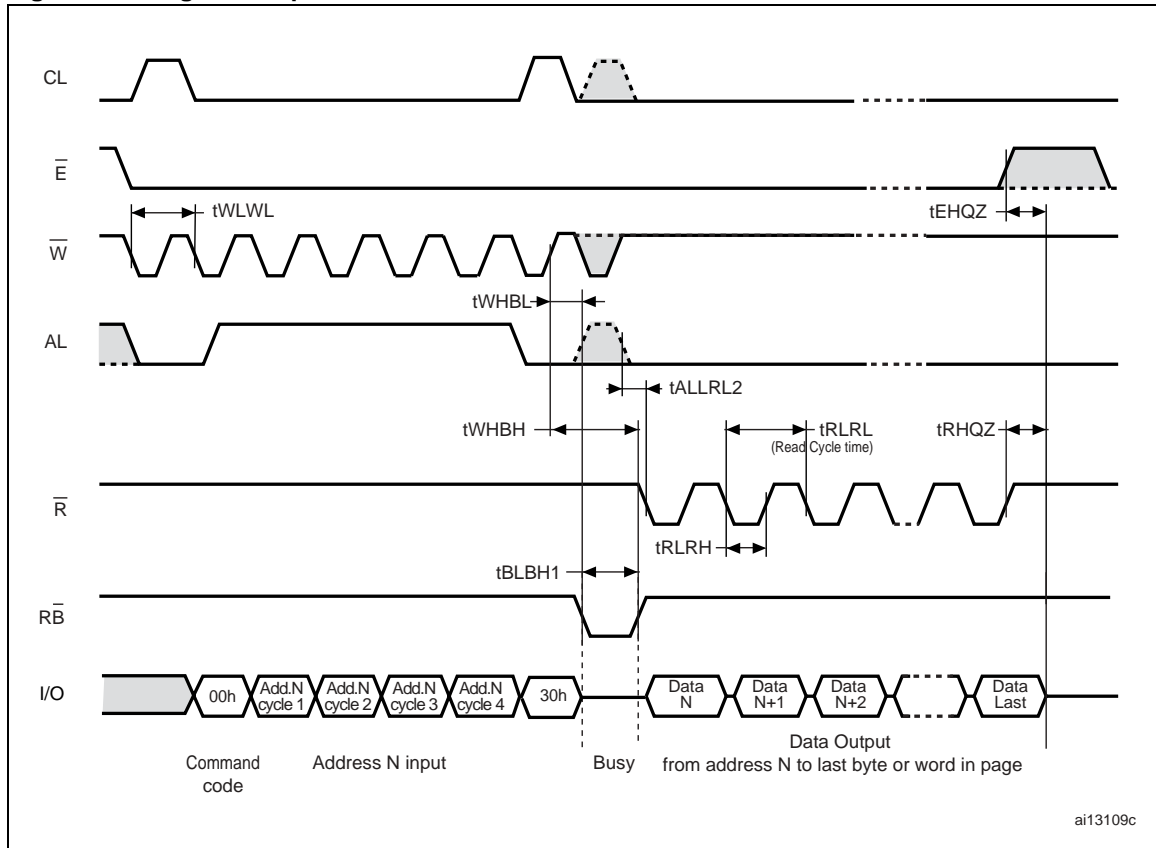 CL
E
tWLWL
tEHQZ
W
tWHBL
AL
tALLRL2
tWHBH
tRLRL
(Read Cycle time)
tRHQZ
R
tRLRH
tBLBH1
RB
I/O
00h
Add.N
cycle 1
Add.N
cycle 2
Add.N
cycle 3
Add.N
cycle 4
30h
Data
N
Data
N+1
Data
N+2
Data
Last
Command
code
Address N input
Busy
Data Output
from address N to last byte or word in page
ai13109c